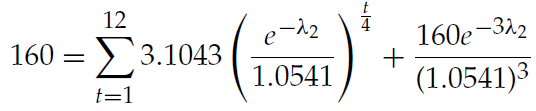 160 = \sum_{t=1}^{12} 3.1043 \left( \frac{e^{-\lambda_2}}{1.0541} \right)^{\frac{t}{4}} + \frac{160e^{-3\lambda_2}}{(1.0541)^3}